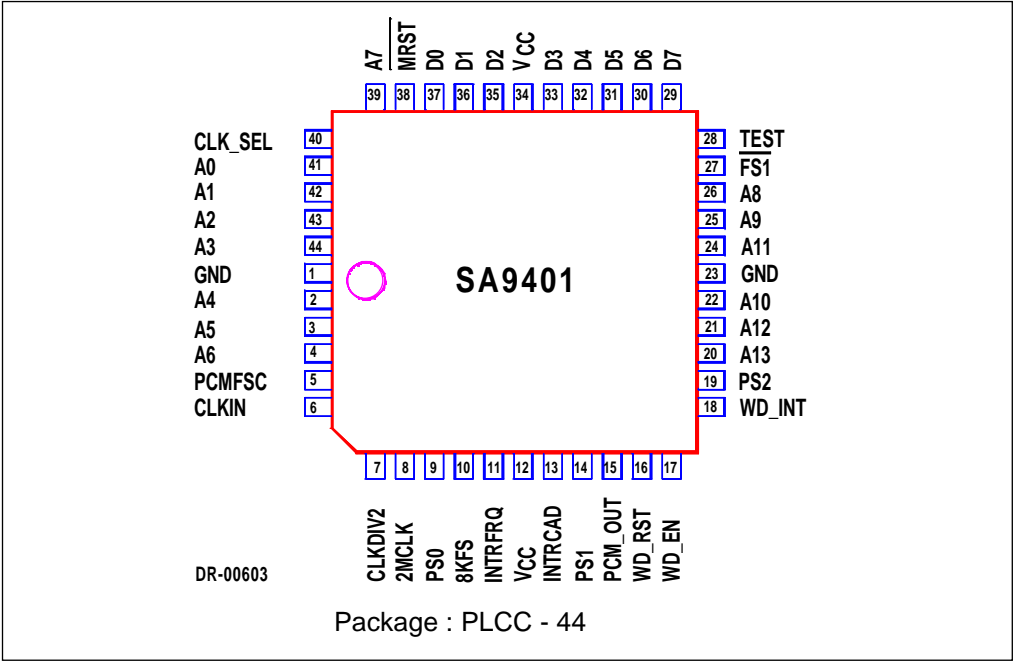 A7 MRST D0 D1 D2 VCC D3 D4 D5 D6 D7
39 38 37 36 35 34 33 32 31 30 29
CLK_SEL 40 28 TEST
A0 41 27 FS1
A1 42 26 A8
A2 43 25 A9
A3 44 24 A11
GND 1 SA9401 23 GND
A4 2 22 A10
A5 3 21 A12
A6 4 20 A13
PCMFSC 5 19 PS2
CLKIN 6 18 WD_INT
7 8 9 10 11 12 13 14 15 16 17
CLKDIV2 2MCLK PS0 8KFS INTRFRQ VCC INTRCAD PS1 PCM_OUT WD_RST WD_EN
DR-00603
Package : PLCC - 44